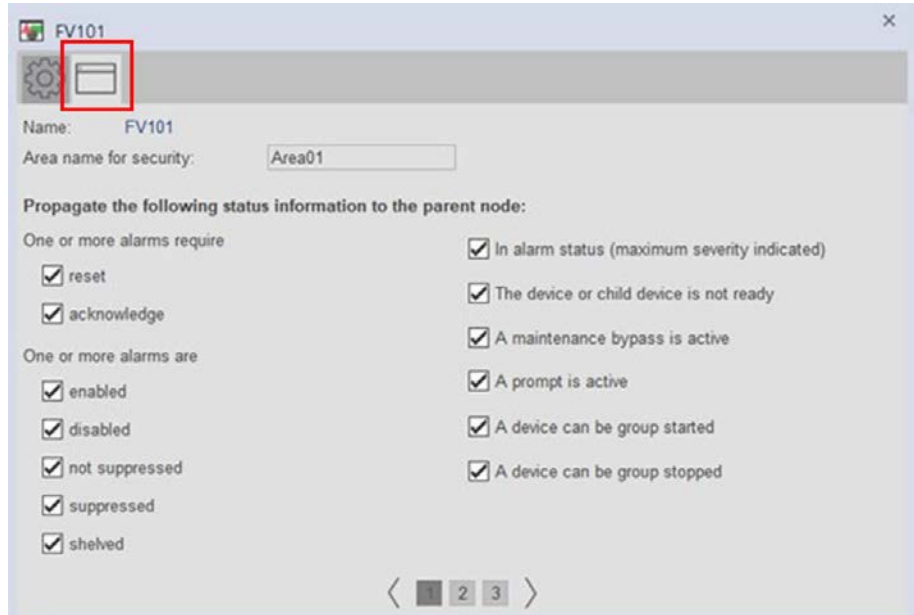 FV101
Name: FV101
Area name for security: Area01
Propagate the following status information to the parent node:
One or more alarms require
reset
acknowledge
One or more alarms are
enabled
disabled
not suppressed
suppressed
shelved
In alarm status (maximum severity indicated)
The device or child device is not ready
A maintenance bypass is active
A prompt is active
A device can be group started
A device can be group stopped
1 2 3